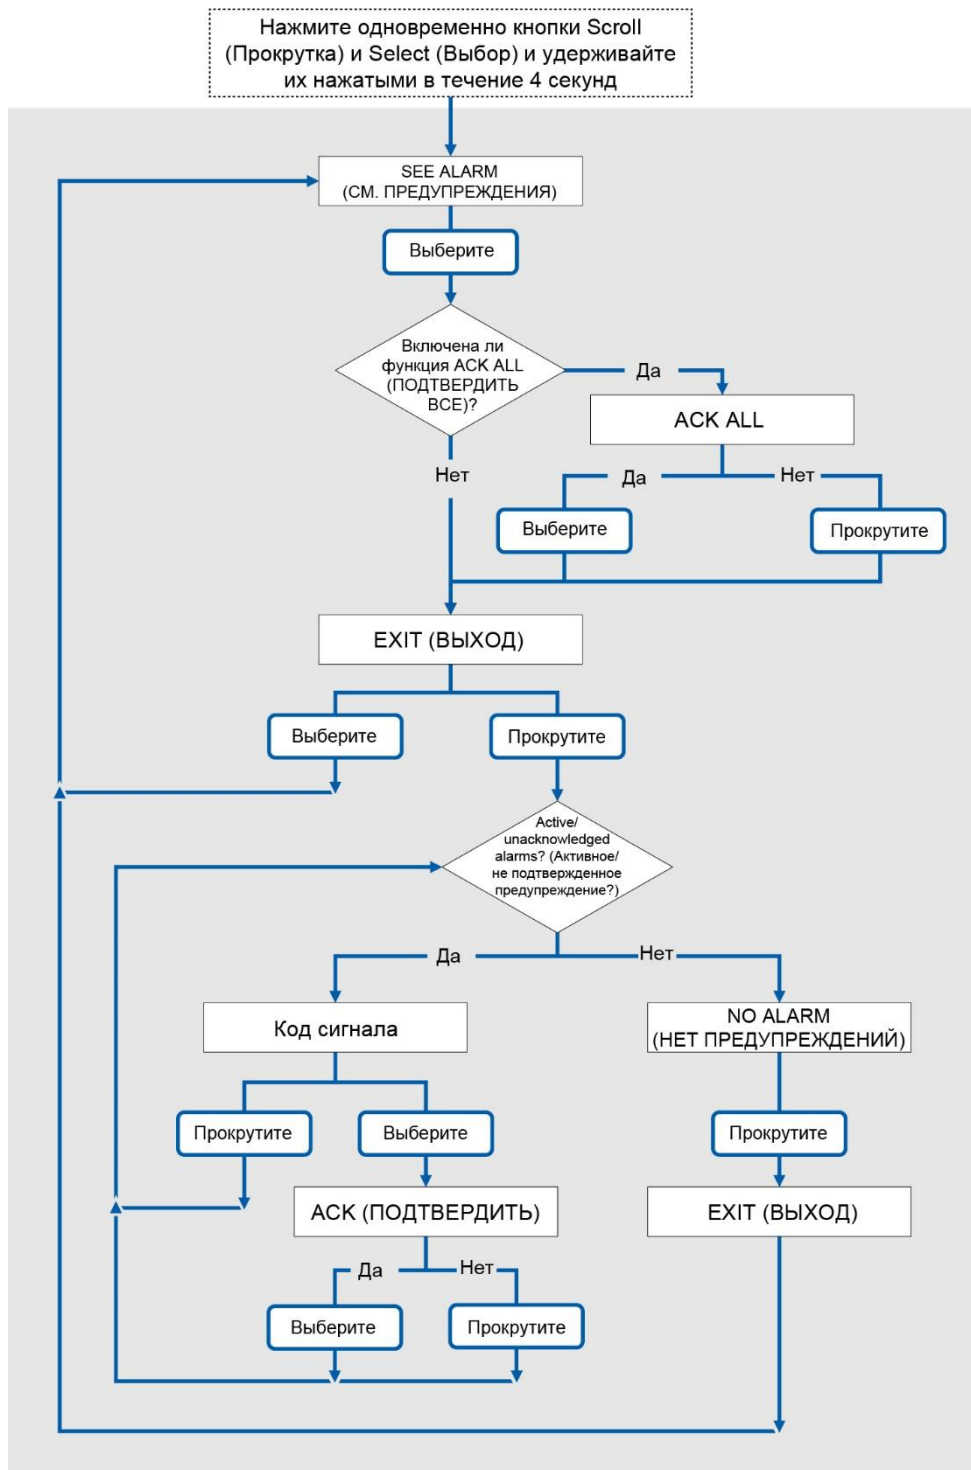 Нажмите одновременно кнопки Scroll
(Прокрутка) и Select (Выбор) и удерживайте
их нажатыми в течение 4 секунд
SEE ALARM
(СМ. ПРЕДУПРЕЖДЕНИЯ)
Выберите
Включена ли
функция ACK ALL
(ПОДТВЕРДИТЬ
ВСЕ)?
Да
ACK ALL
Нет
Да
Нет
Выберите
Прокрутите
EXIT (ВЫХОД)
Выберите
Прокрутите
Active/
unacknowledged
alarms? (Активное/
не подтвержденное
предупреждение?)
Да
Нет
Код сигнала
NO ALARM
(НЕТ ПРЕДУПРЕЖДЕНИЙ)
Прокрутите
Выберите
Прокрутите
ACK (ПОДТВЕРДИТЬ)
EXIT (ВЫХОД)
Да
Нет
Выберите
Прокрутите